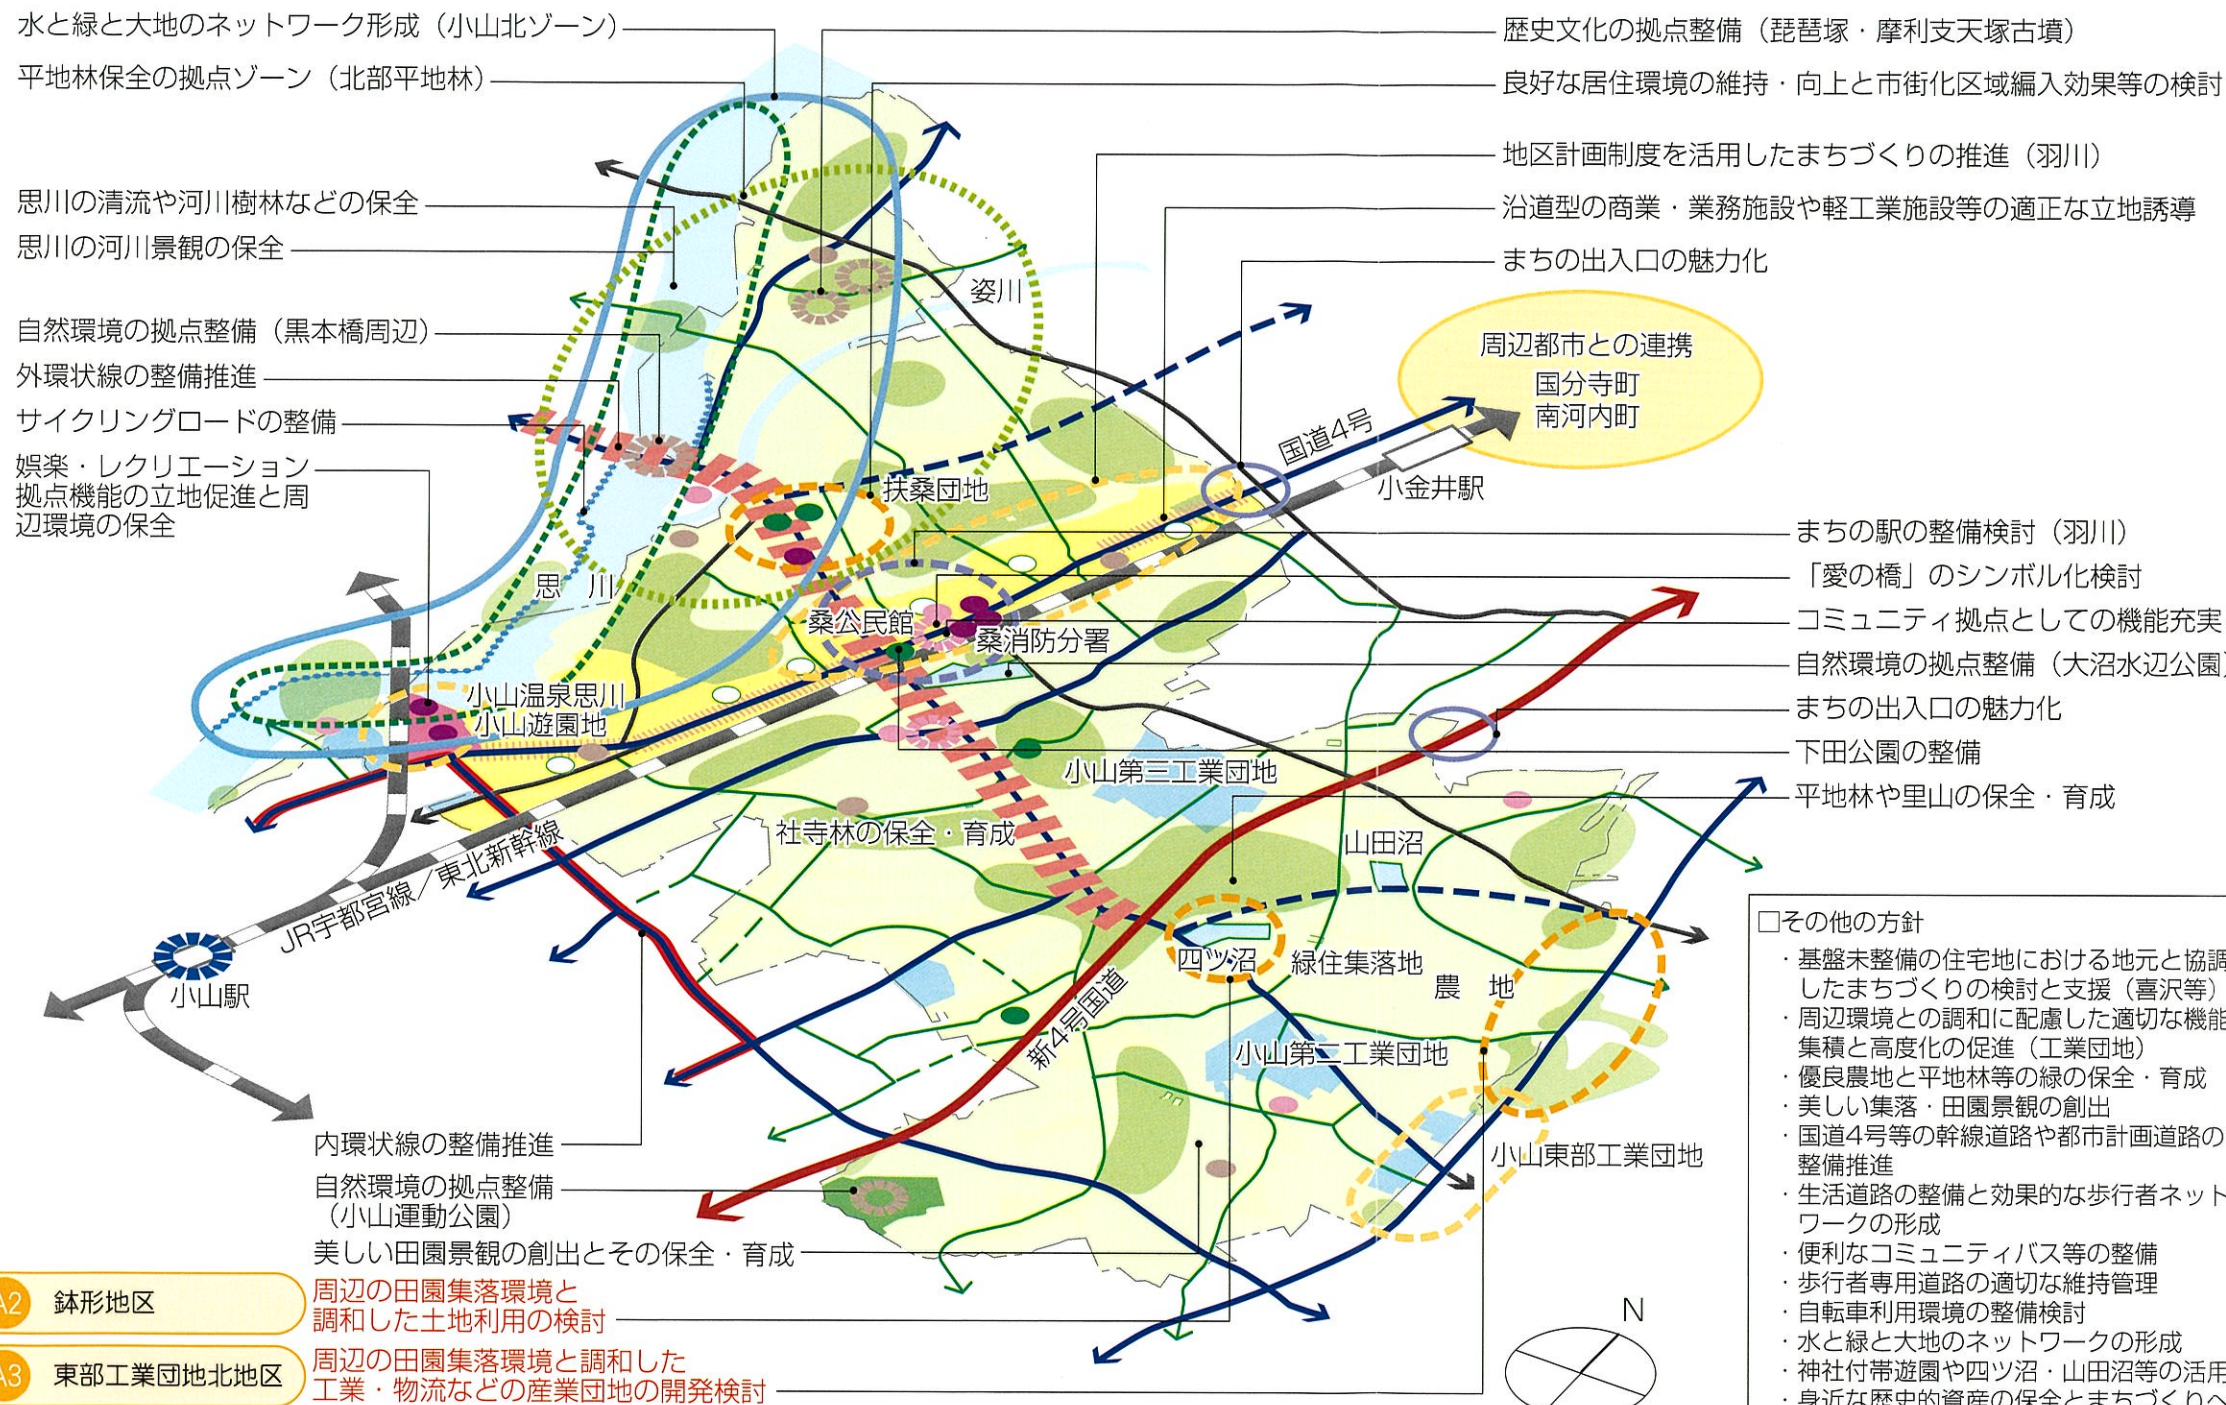 水と緑と大地のネットワーク形成（小山北ゾーン）
平地林保全の拠点ゾーン（北部平地林）
思川の清流や河川樹林などの保全
思川の河川景観の保全
自然環境の拠点整備（黒本橋周辺）
外環状線の整備推進
サイクリングロードの整備
娯楽・レクリエーション
拠点機能の立地促進と周
辺環境の保全
歴史文化の拠点整備（琵琶塚・摩利支天塚古墳）
良好な居住環境の維持・向上と市街化区域編入効果等の検討
地区計画制度を活用したまちづくりの推進（羽川）
沿道型の商業・業務施設や軽工業施設等の適正な立地誘導
まちの出入口の魅力化
周辺都市との連携
国分寺町
南河内町
姿川
国道4号
小金井駅
扶桑団地
思　川
桑公民館
桑消防分署
小山温泉思川
小山遊園地
まちの駅の整備検討（羽川）
「愛の橋」のシンボル化検討
コミュニティ拠点としての機能充実
自然環境の拠点整備（大沼水辺公園）
まちの出入口の魅力化
下田公園の整備
平地林や里山の保全・育成
小山第三工業団地
社寺林の保全・育成
山田沼
JR宇都宮線／東北新幹線
小山駅
四ツ沼
緑住集落地
農　地
新4号国道
小山第二工業団地
小山東部工業団地
内環状線の整備推進
自然環境の拠点整備
（小山運動公園）
美しい田園景観の創出とその保全・育成
A2 鉢形地区
周辺の田園集落環境と
調和した土地利用の検討
A3 東部工業団地北地区
周辺の田園集落環境と調和した
工業・物流などの産業団地の開発検討
N
□その他の方針
・基盤未整備の住宅地における地元と協調
したまちづくりの検討と支援（喜沢等）
・周辺環境との調和に配慮した適切な機能
集積と高度化の促進（工業団地）
・優良農地と平地林等の緑の保全・育成
・美しい集落・田園景観の創出
・国道4号等の幹線道路や都市計画道路の
整備推進
・生活道路の整備と効果的な歩行者ネット
ワークの形成
・便利なコミュニティバス等の整備
・歩行者専用道路の適切な維持管理
・自転車利用環境の整備検討
・水と緑と大地のネットワークの形成
・神社付帯遊園や四ツ沼・山田沼等の活用
・身近な歴史的資産の保全とまちづくりへ